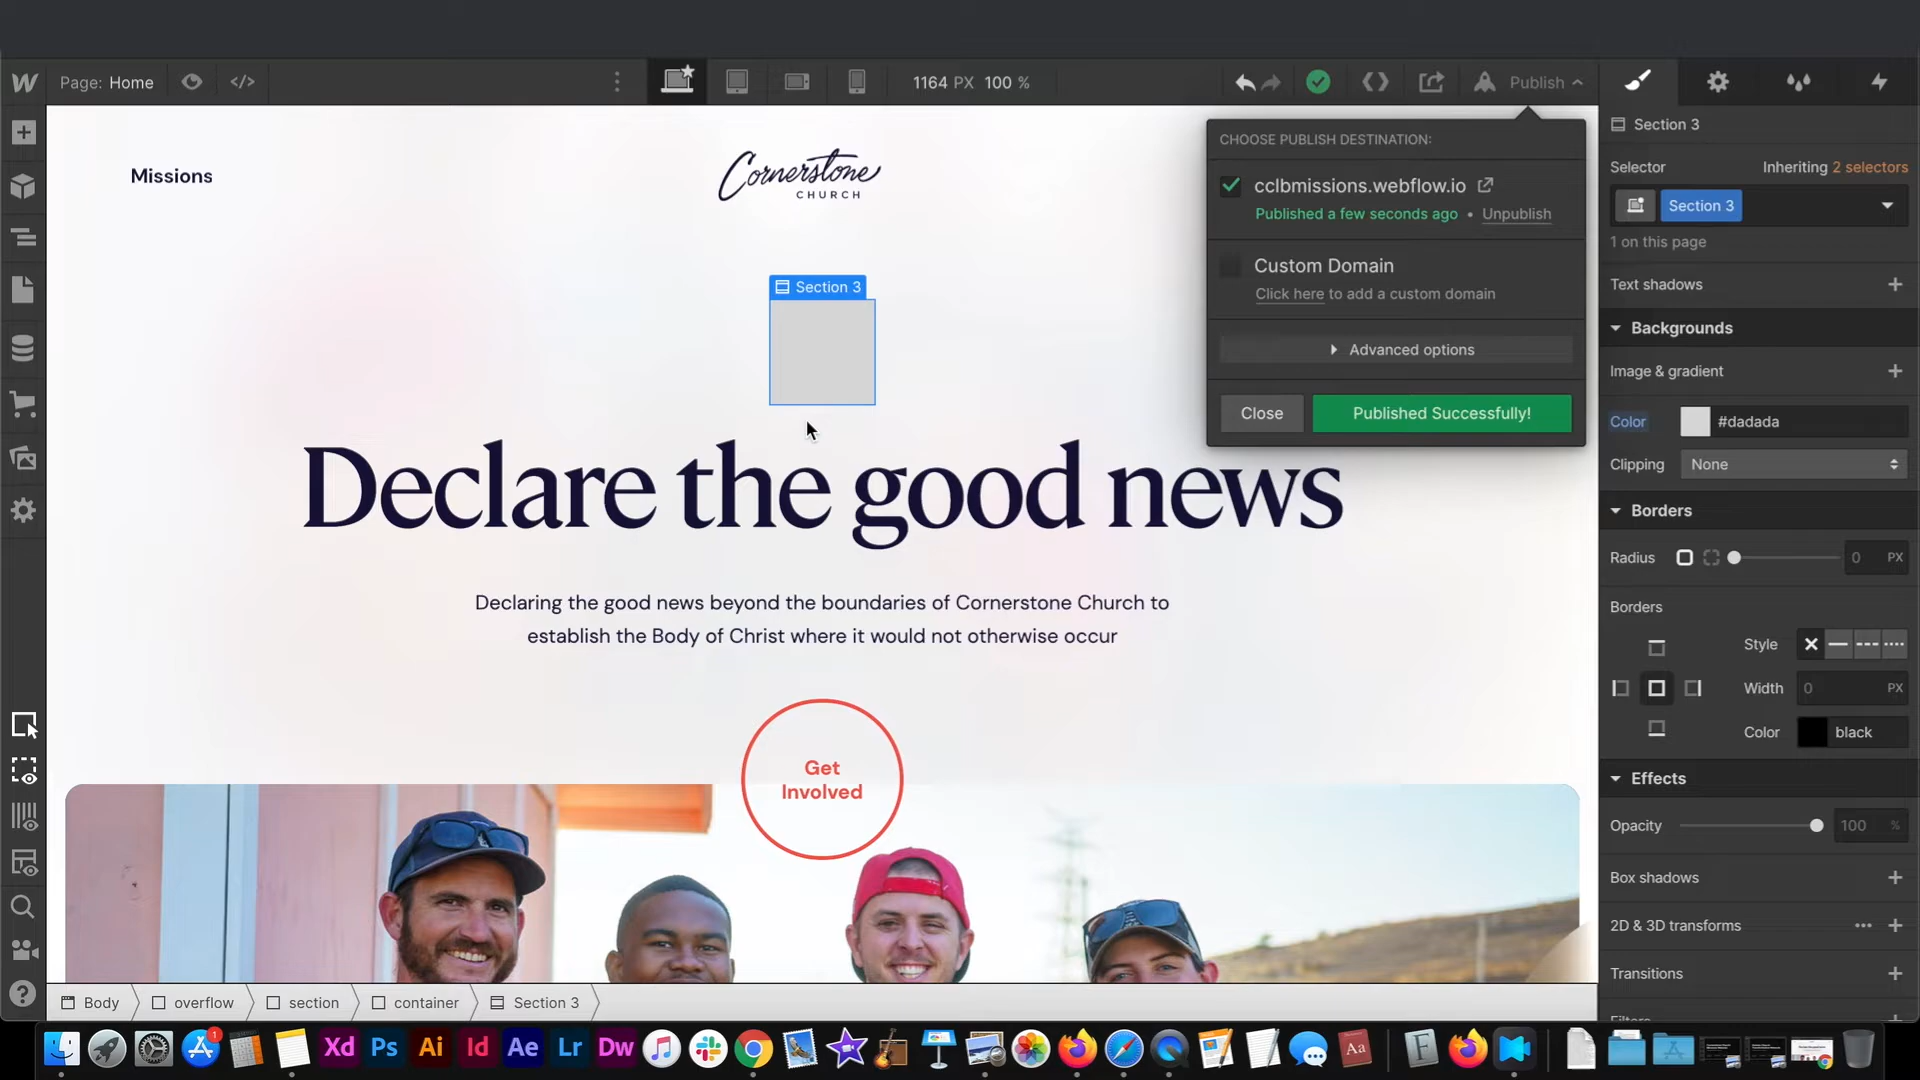 Page: Home
1164 PX 100 %
Publish
Missions
Cornerstone
CHURCH
Section 3
Declare the good news
Declaring the good news beyond the boundaries of Cornerstone Church to
establish the Body of Christ where it would not otherwise occur
Get
Involved
CHOOSE PUBLISH DESTINATION:
cclbmissions.webflow.io
Published a few seconds ago • Unpublish
Custom Domain
Click here to add a custom domain
Advanced options
Close
Published Successfully!
Section 3
Selector
Inheriting 2 selectors
Section 3
1 on this page
Text shadows
Backgrounds
Image & gradient
Color
#dadada
Clipping
None
Borders
Radius
0 PX
Borders
Style
Width
0 PX
Color
black
Effects
Opacity
100 %
Box shadows
2D & 3D transforms
Transitions
Body
overflow
section
container
Section 3
1
Xd
Ps
Ai
Id
Ae
Lr
Dw
Aa
F